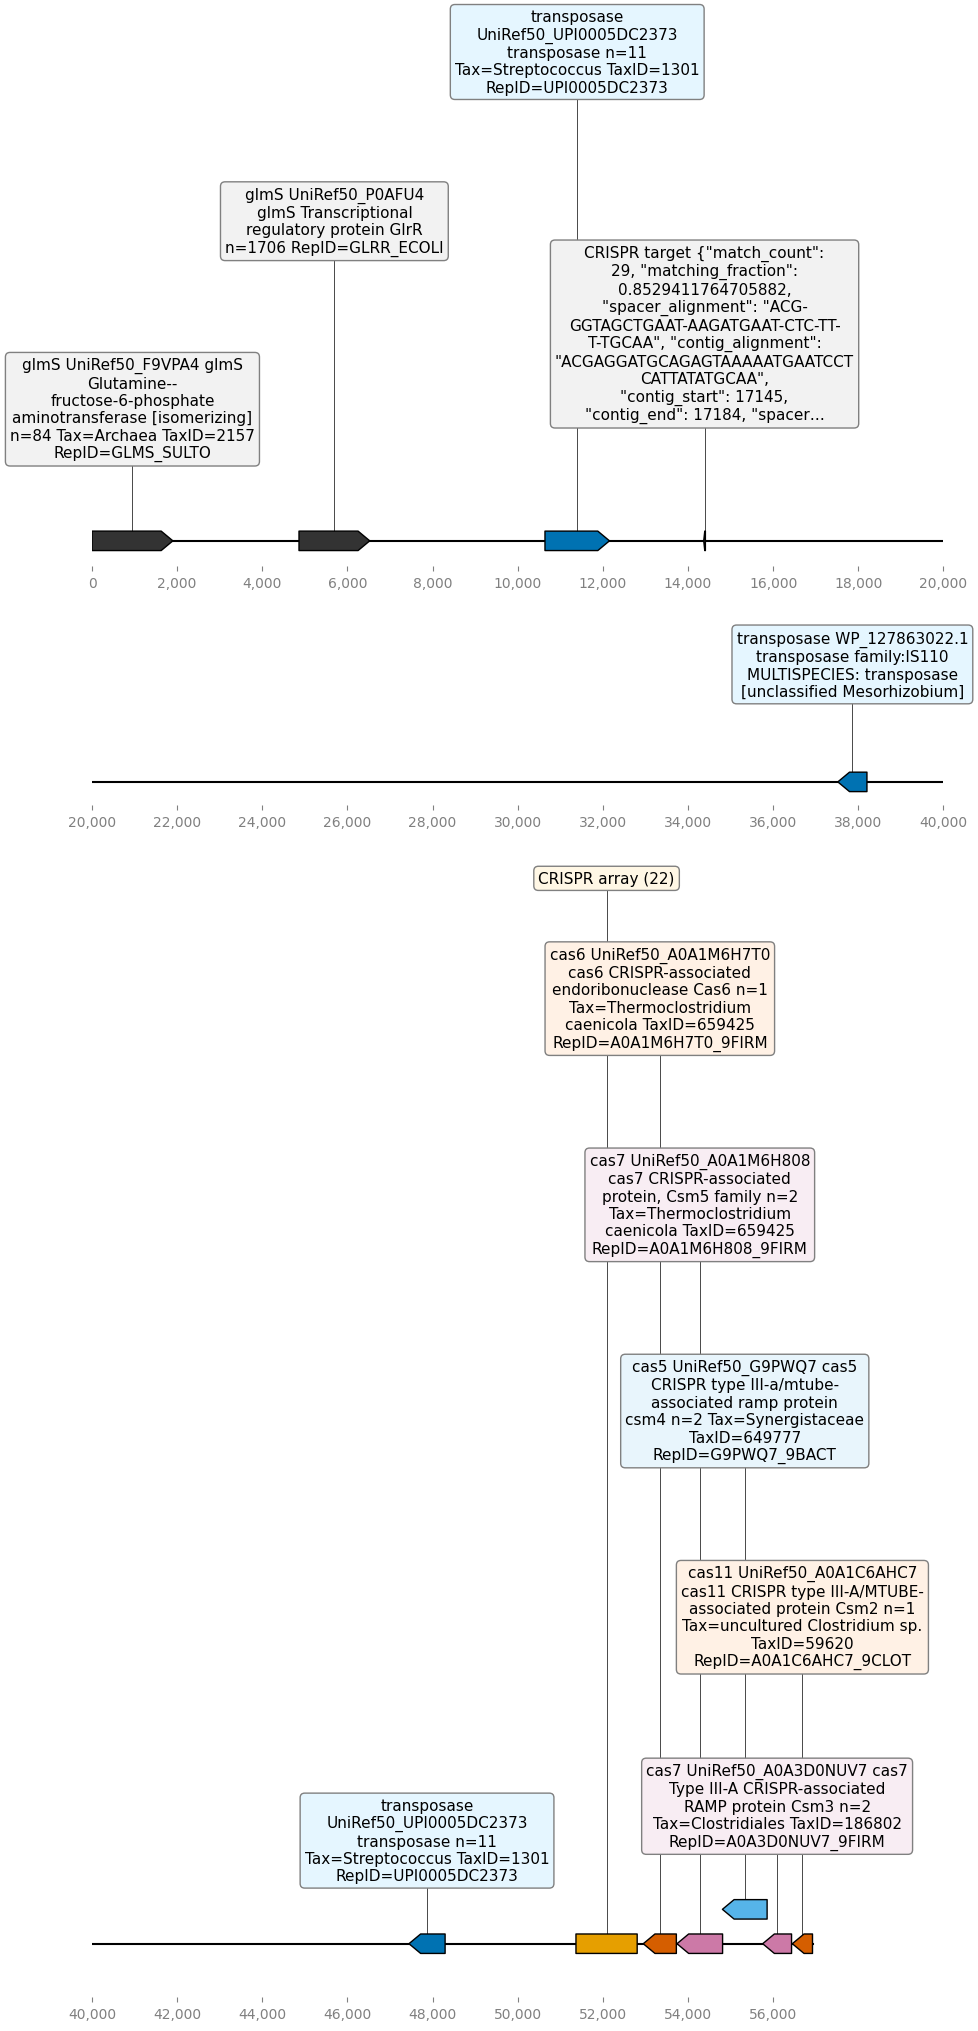 transposase
UniRef50_UPI0005DC2373
transposase n=11
Tax=Streptococcus TaxID=1301
RepID=UPI0005DC2373
glmS UniRef50_P0AFU4
glmS Transcriptional
regulatory protein GlrR
n=1706 RepID=GLRR_ECOLI
CRISPR target {"match_count":
29, "matching_fraction":
0.8529411764705882,
"spacer_alignment": "ACG-
GGTAGCTGAAT-AAGATGAAT-CTC-TT-
T-TGCAA", "contig_alignment":
"ACGAGGATGCAGAGTAAAAATGAATCCT
CATTATATGCAA",
"contig_start": 17145,
"contig_end": 17184, "spacer...
glmS UniRef50_F9VPA4 glmS
Glutamine--
fructose-6-phosphate
aminotransferase [isomerizing]
n=84 Tax=Archaea TaxID=2157
RepID=GLMS_SULTO
0 2,000 4,000 6,000 8,000 10,000 12,000 14,000 16,000 18,000 20,000
transposase WP_127863022.1
transposase family:IS110
MULTISPECIES: transposase
[unclassified Mesorhizobium]
20,000 22,000 24,000 26,000 28,000 30,000 32,000 34,000 36,000 38,000 40,000
CRISPR array (22)
cas6 UniRef50_A0A1M6H7T0
cas6 CRISPR-associated
endoribonuclease Cas6 n=1
Tax=Thermoclostridium
caenicola TaxID=659425
RepID=A0A1M6H7T0_9FIRM
cas7 UniRef50_A0A1M6H808
cas7 CRISPR-associated
protein, Csm5 family n=2
Tax=Thermoclostridium
caenicola TaxID=659425
RepID=A0A1M6H808_9FIRM
cas5 UniRef50_G9PWQ7 cas5
CRISPR type III-a/mtube-
associated ramp protein
csm4 n=2 Tax=Synergistaceae
TaxID=649777
RepID=G9PWQ7_9BACT
cas11 UniRef50_A0A1C6AHC7
cas11 CRISPR type III-A/MTUBE-
associated protein Csm2 n=1
Tax=uncultured Clostridium sp.
TaxID=59620
RepID=A0A1C6AHC7_9CLOT
cas7 UniRef50_A0A3D0NUV7 cas7
Type III-A CRISPR-associated
RAMP protein Csm3 n=2
Tax=Clostridiales TaxID=186802
RepID=A0A3D0NUV7_9FIRM
transposase
UniRef50_UPI0005DC2373
transposase n=11
Tax=Streptococcus TaxID=1301
RepID=UPI0005DC2373
40,000 42,000 44,000 46,000 48,000 50,000 52,000 54,000 56,000